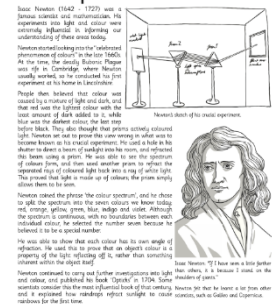 Isaac Newton (1642 - 1727) was a
famous scientist and mathematician. His
experiments into light and colour were
extremely influential in informing our
understanding of these areas today.
Newton started looking into the "celebrated
phenomenon of colours" in the late 1660s.
At the time, the deadly Bubonic Plague
was rife in Cambridge, where Newton
usually worked, so he conducted his first
experiment at his home in Lincolnshire.
People then believed that colour was
caused by a mixture of light and dark, and
that red was the lightest colour with the
least amount of dark added to it, while
blue was the darkest colour, the last step
before black. They also thought that prisms actively coloured
light. Newton set out to prove this view wrong in what was to
become known as his crucial experiment. He used a hole in his
shutter to direct a beam of sunlight into his room, and refracted
this beam using a prism. He was able to see the spectrum
of colours form, and then used another prism to refract the
separated rays of coloured light back into a ray of white light.
This proved that light is made up of colours; the prism simply
allows them to be seen.
Newton coined the phrase 'the colour spectrum', and he chose
to split the spectrum into the seven colours we know today:
red, orange, yellow, green, blue, indigo and violet. Although
the spectrum is continuous, with no boundaries between each
individual colour, he selected the number seven because he
believed it to be a special number.
He was able to show that each colour has its own angle of
refraction. He used this to prove that an object's colour is a
property of the light reflecting off it, rather than something
inherent within the object itself.
Newton continued to carry out further investigations into light
and colour, and published his book 'Opticks' in 1704. Some
scientists consider this the most influential book of that century,
and it explained how raindrops refract sunlight to cause
rainbows for the first time.
Newton's sketch of his crucial experiment.
Isaac Newton: "If I have seen a little further
than others, it is because I stand on the
shoulders of giants."
Newton felt that he learnt a lot from other
scientists, such as Galileo and Copernicus.